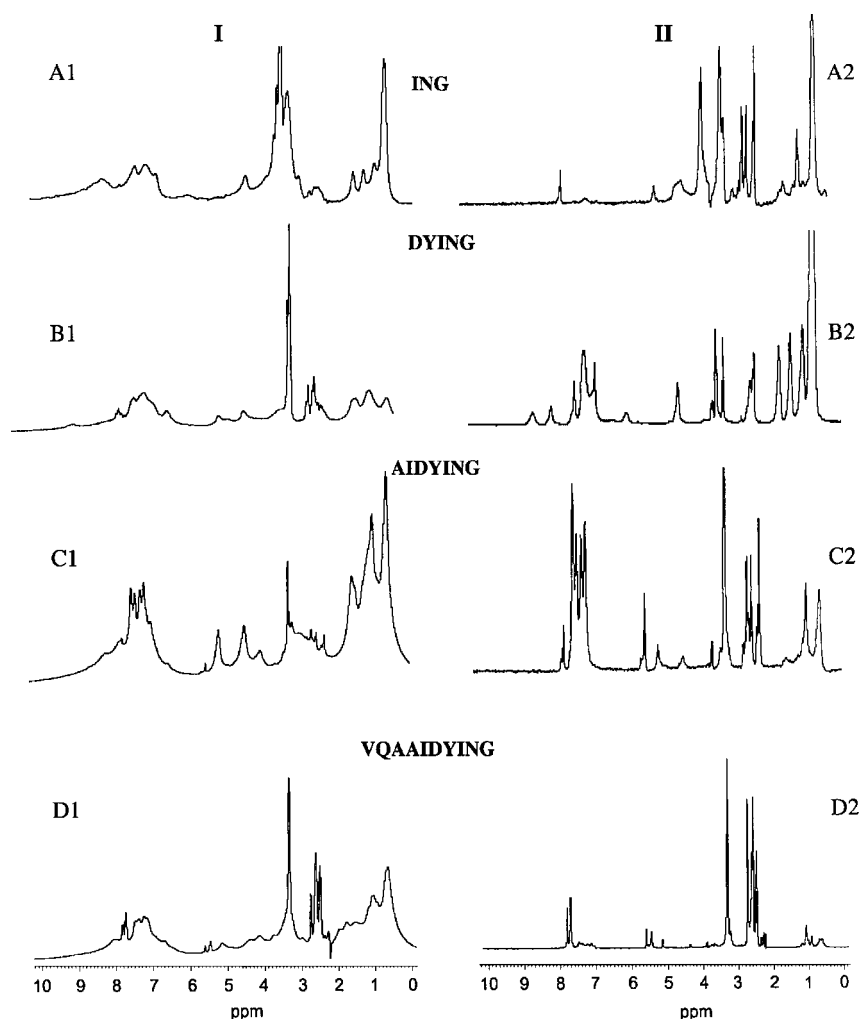 I II
A1 ING A2
DYING
B1 B2
AIDYING
C1 C2
VQAAIDYING
D1 D2
10 9 8 7 6 5 4 3 2 1 0 10 9 8 7 6 5 4 3 2 1 0
ppm ppm